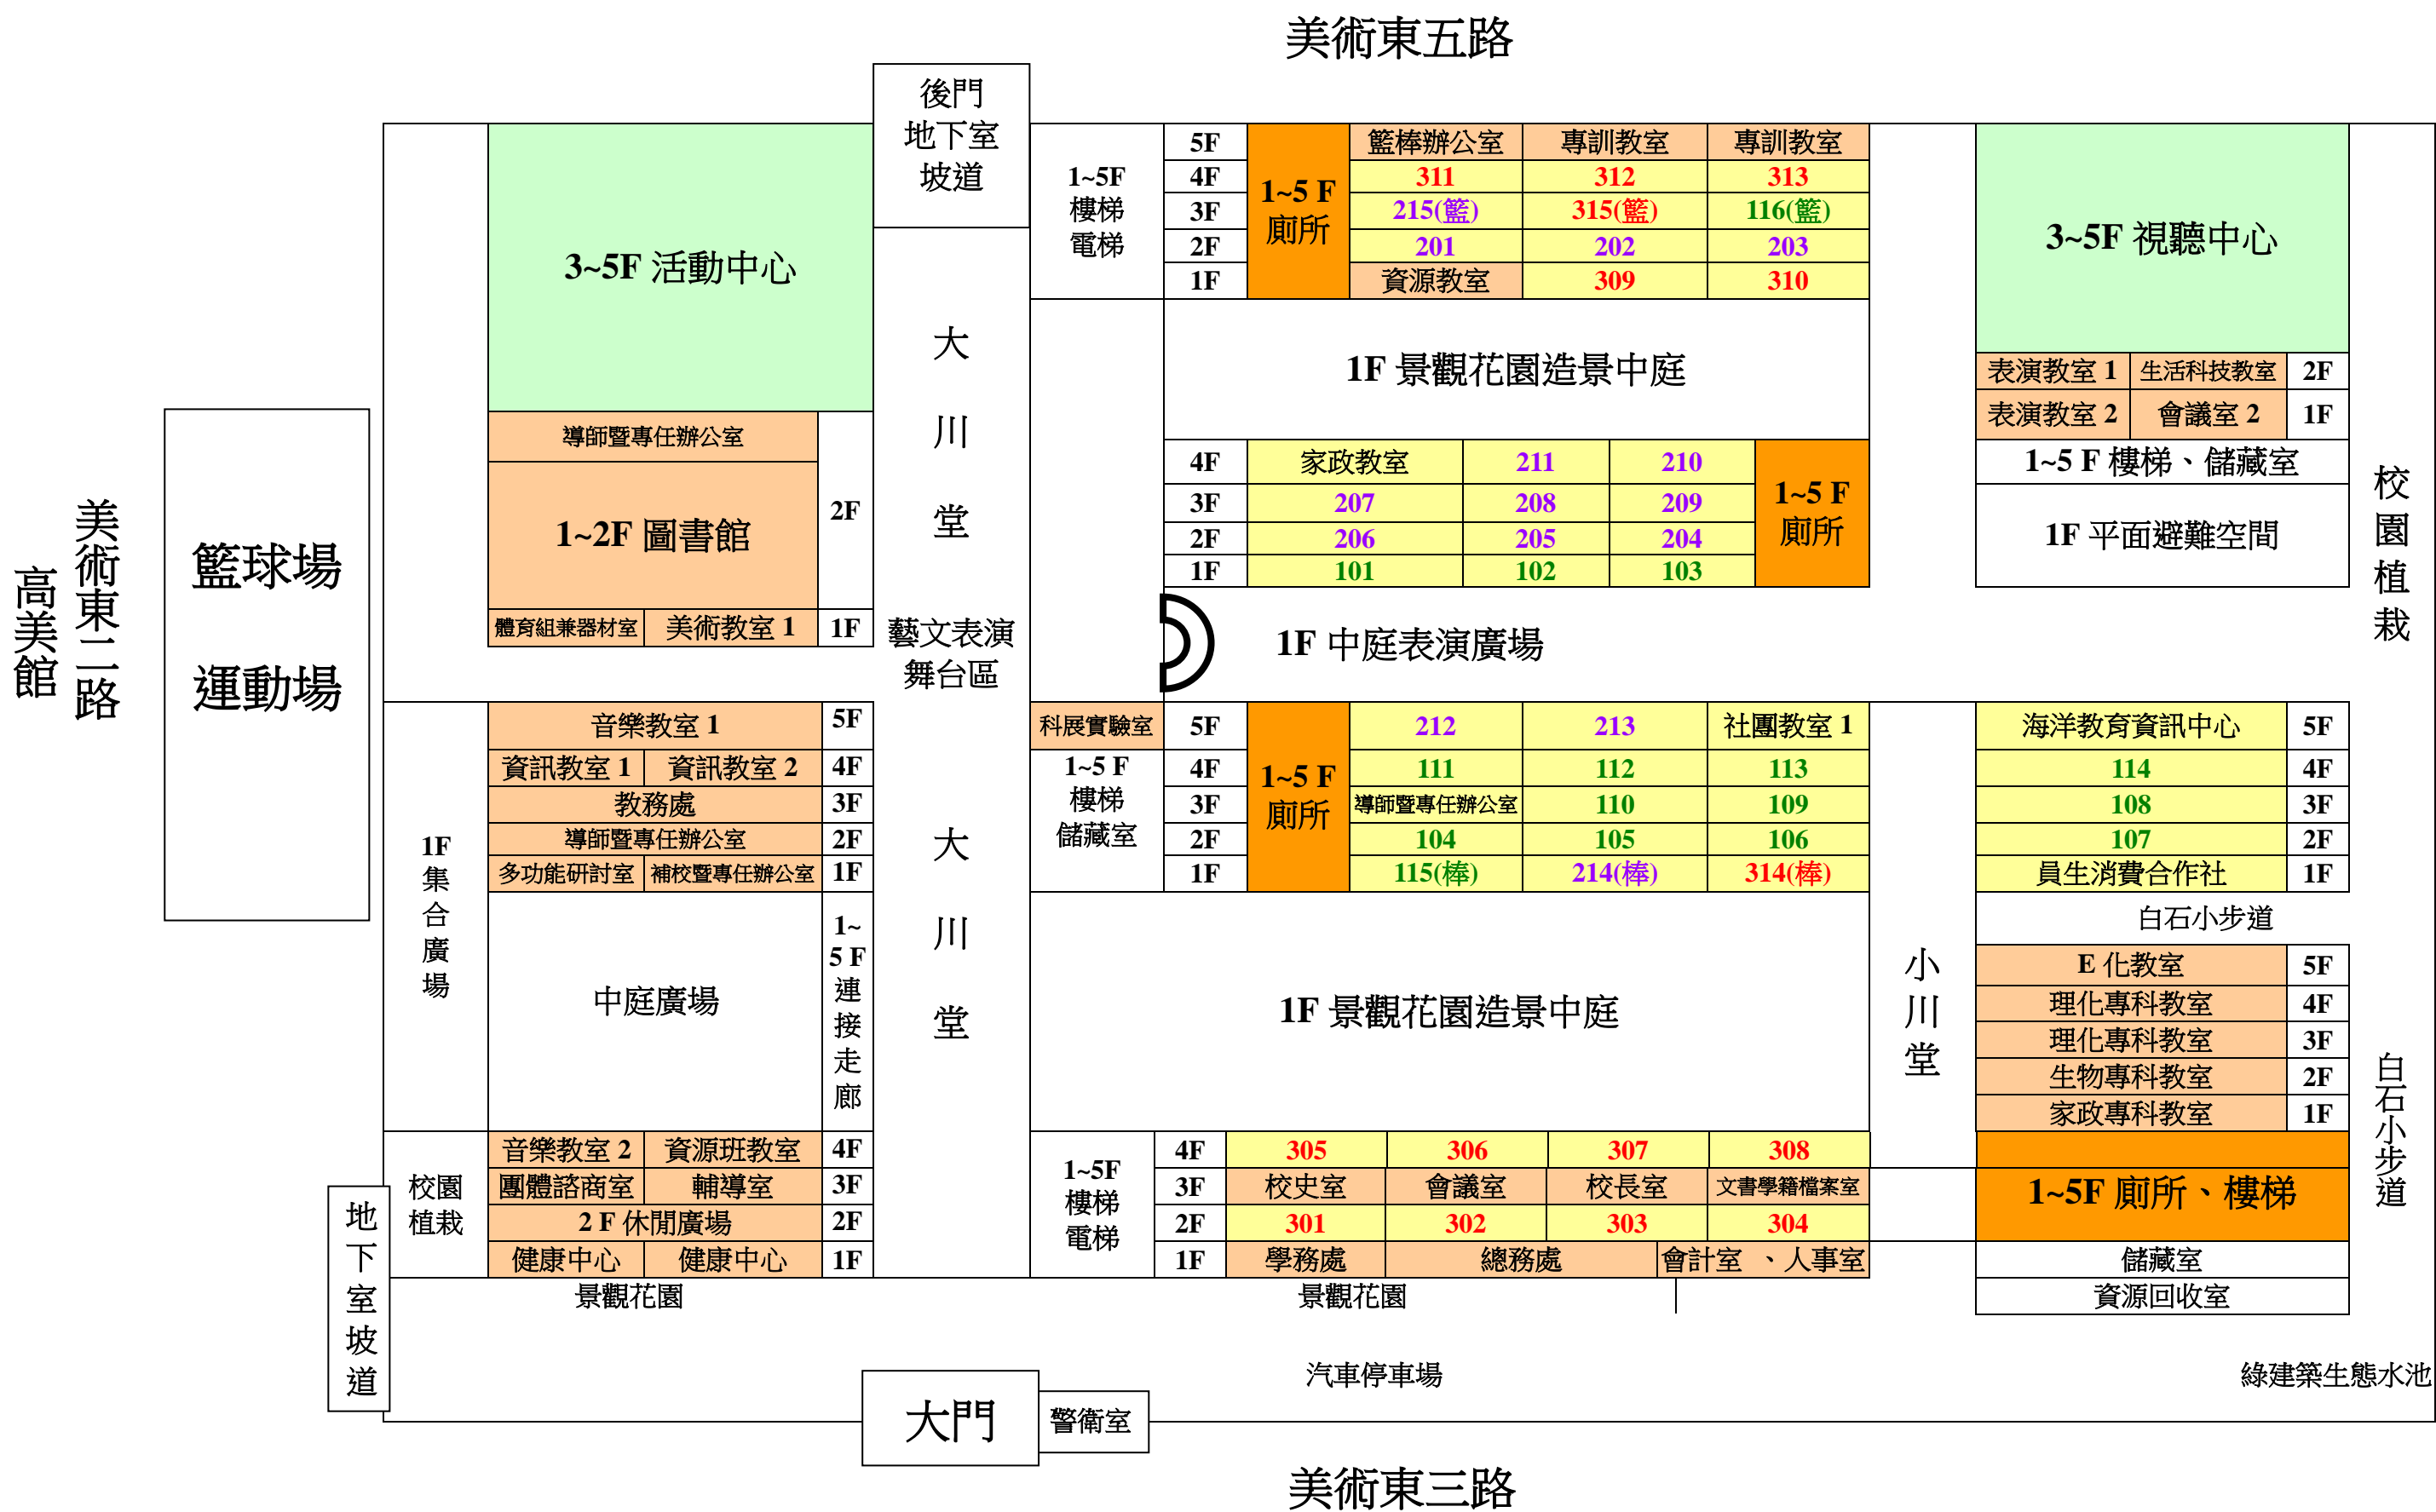 美術東五路
後門
地下室
坡道
3~5F 活動中心
導師暨專任辦公室
1~2F 圖書館
2F
體育組兼器材室 美術教室 1 1F
大
川
堂
藝文表演
舞台區
大
川
堂
1~5F
樓梯
電梯
1~5 F
廁所
5F 籃棒辦公室 專訓教室 專訓教室
4F 311 312 313
3F 215(籃) 315(籃) 116(籃)
2F 201 202 203
1F 資源教室 309 310
1F 景觀花園造景中庭
4F 家政教室 211 210
3F 207 208 209
2F 206 205 204
1F 101 102 103
1~5 F
廁所
1F 中庭表演廣場
3~5F 視聽中心
表演教室 1 生活科技教室 2F
表演教室 2 會議室 2 1F
1~5 F 樓梯、儲藏室
1F 平面避難空間
校
園
植
栽
美術東二路
高美館
籃球場
運動場
1F
集
合
廣
場
音樂教室 1 5F
資訊教室 1 資訊教室 2 4F
教務處 3F
導師暨專任辦公室 2F
多功能研討室 補校暨專任辦公室 1F
中庭廣場
1~
5 F
連
接
走
廊
科展實驗室
1~5 F
樓梯
儲藏室
1~5 F
廁所
5F 212 213 社團教室 1
4F 111 112 113
3F 導師暨專任辦公室 110 109
2F 104 105 106
1F 115(棒) 214(棒) 314(棒)
1F 景觀花園造景中庭
小
川
堂
海洋教育資訊中心 5F
114 4F
108 3F
107 2F
員生消費合作社 1F
白石小步道
E 化教室 5F
理化專科教室 4F
理化專科教室 3F
生物專科教室 2F
家政專科教室 1F
1~5F 廁所、樓梯
儲藏室
資源回收室
白石小步道
校園
植栽
地
下
室
坡
道
音樂教室 2 資源班教室 4F
團體諮商室 輔導室 3F
2 F 休閒廣場 2F
健康中心 健康中心 1F
景觀花園
1~5F
樓梯
電梯
4F 305 306 307 308
3F 校史室 會議室 校長室 文書學籍檔案室
2F 301 302 303 304
1F 學務處 總務處 會計室 、人事室
景觀花園
汽車停車場
綠建築生態水池
大門
警衛室
美術東三路